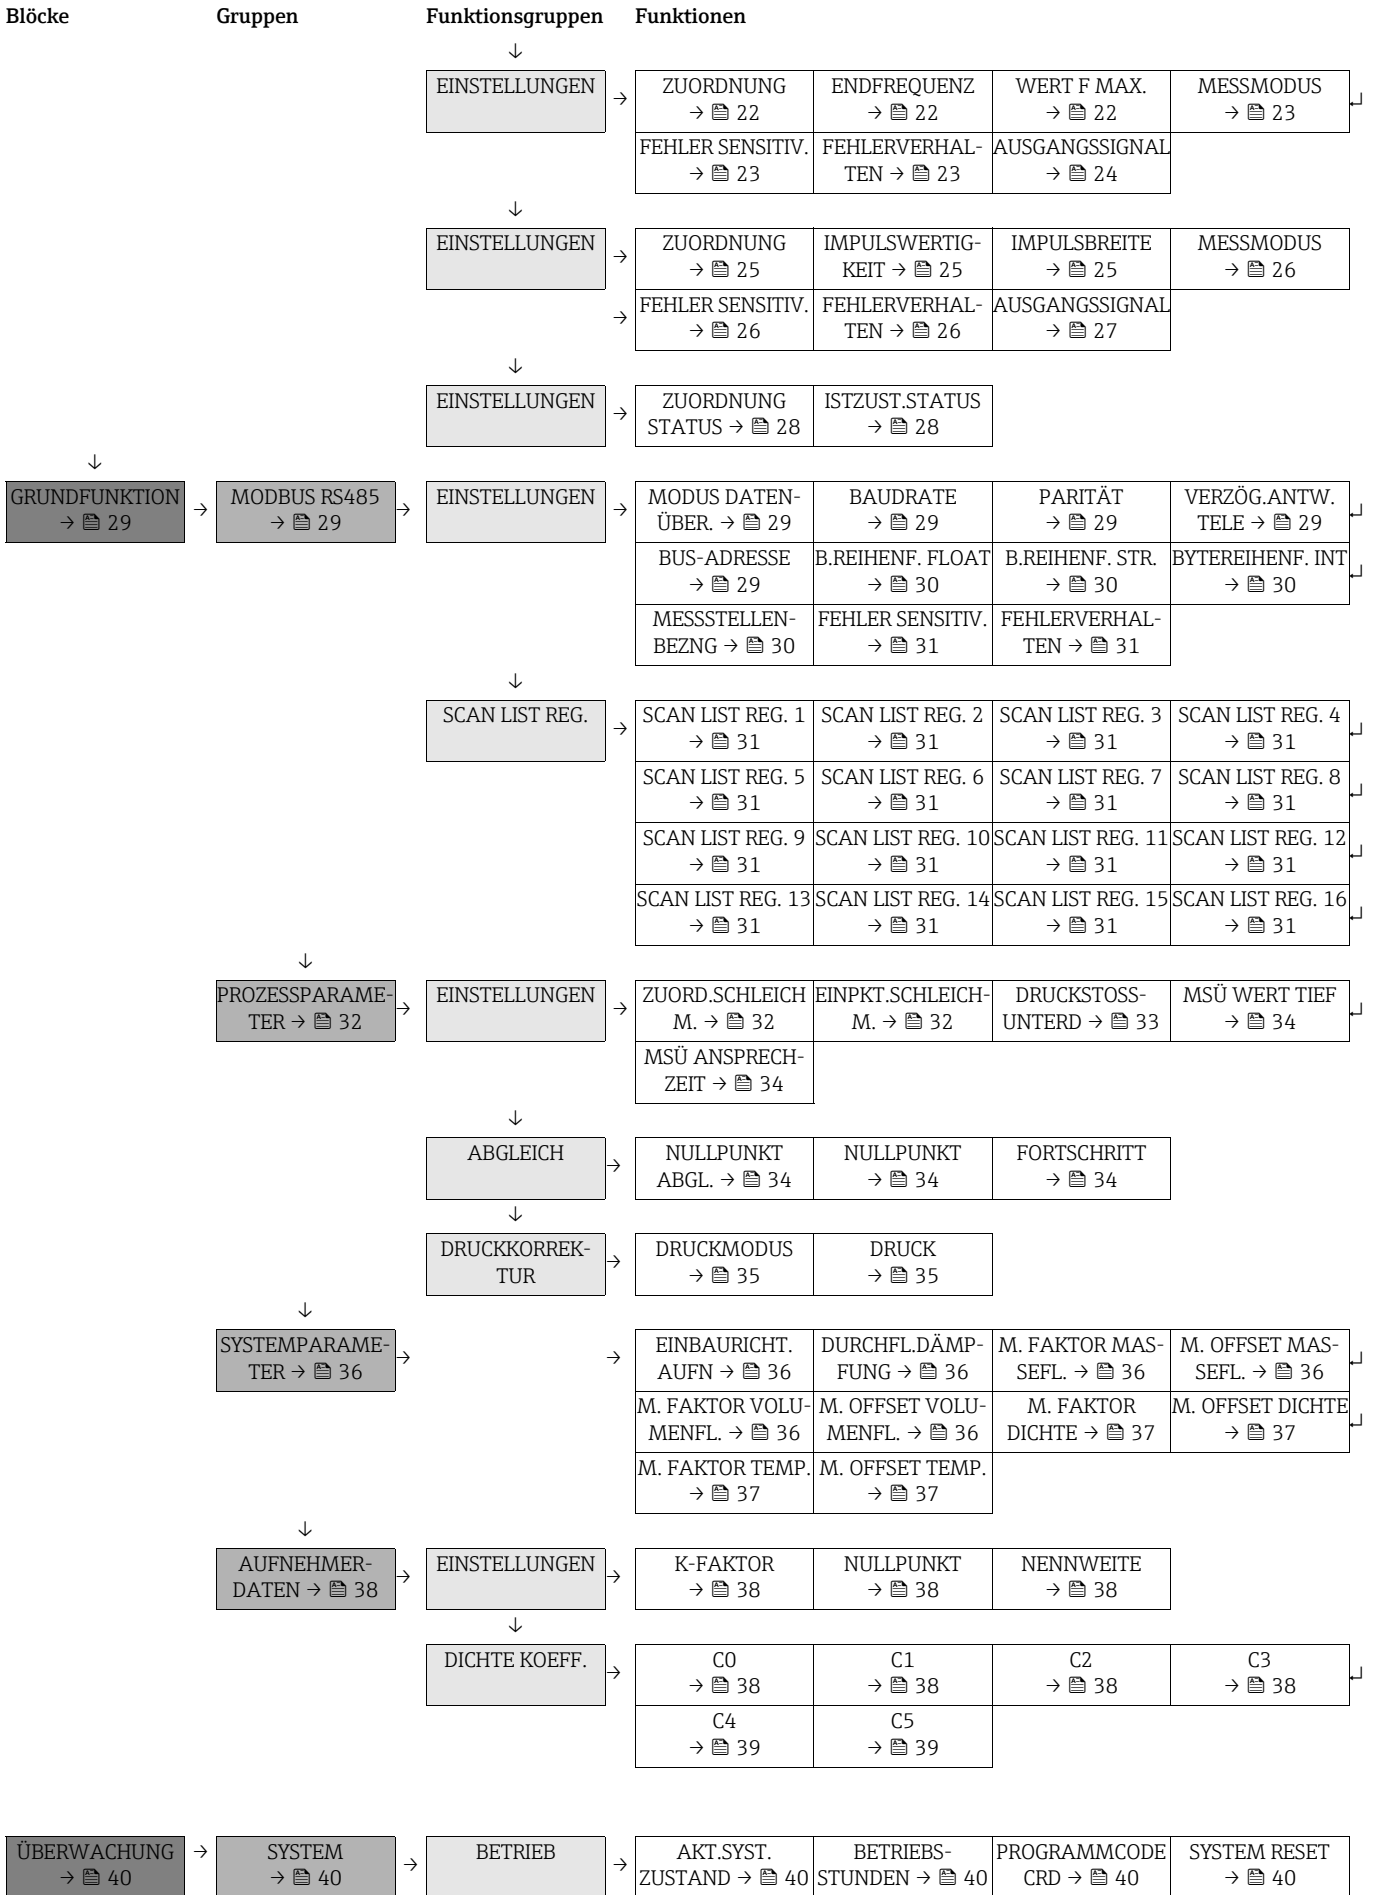 Blöcke Gruppen Funktionsgruppen Funktionen
↓
EINSTELLUNGEN → ZUORDNUNG ENDFREQUENZ WERT F MAX. MESSMODUS ↵
→ 🖺 22 → 🖺 22 → 🖺 22 → 🖺 23
FEHLER SENSITIV. FEHLERVERHAL- AUSGANGSSIGNAL
→ 🖺 23 TEN → 🖺 23 → 🖺 24
↓
EINSTELLUNGEN → ZUORDNUNG IMPULSWERTIG- IMPULSBREITE MESSMODUS
→ 🖺 25 KEIT → 🖺 25 → 🖺 25 → 🖺 26
→ FEHLER SENSITIV. FEHLERVERHAL- AUSGANGSSIGNAL
→ 🖺 26 TEN → 🖺 26 → 🖺 27
↓
EINSTELLUNGEN → ZUORDNUNG ISTZUST.STATUS
STATUS → 🖺 28 → 🖺 28
↓
GRUNDFUNKTION → MODBUS RS485 → EINSTELLUNGEN → MODUS DATEN- BAUDRATE PARITÄT VERZÖG.ANTW. ↵
→ 🖺 29 → 🖺 29 ÜBER. → 🖺 29 → 🖺 29 → 🖺 29 TELE → 🖺 29
BUS-ADRESSE B.REIHENF. FLOAT B.REIHENF. STR. BYTEREIHENF. INT ↵
→ 🖺 29 → 🖺 30 → 🖺 30 → 🖺 30
MESSSTELLEN- FEHLER SENSITIV. FEHLERVERHAL-
BEZNG → 🖺 30 → 🖺 31 TEN → 🖺 31
↓
SCAN LIST REG. → SCAN LIST REG. 1 SCAN LIST REG. 2 SCAN LIST REG. 3 SCAN LIST REG. 4 ↵
→ 🖺 31 → 🖺 31 → 🖺 31 → 🖺 31
SCAN LIST REG. 5 SCAN LIST REG. 6 SCAN LIST REG. 7 SCAN LIST REG. 8 ↵
→ 🖺 31 → 🖺 31 → 🖺 31 → 🖺 31
SCAN LIST REG. 9 SCAN LIST REG. 10 SCAN LIST REG. 11 SCAN LIST REG. 12 ↵
→ 🖺 31 → 🖺 31 → 🖺 31 → 🖺 31
SCAN LIST REG. 13 SCAN LIST REG. 14 SCAN LIST REG. 15 SCAN LIST REG. 16 ↵
→ 🖺 31 → 🖺 31 → 🖺 31 → 🖺 31
↓
PROZESSPARAME- → EINSTELLUNGEN → ZUORD.SCHLEICH EINPKT.SCHLEICH- DRUCKSTOSS- MSÜ WERT TIEF ↵
TER → 🖺 32 M. → 🖺 32 M. → 🖺 32 UNTERD → 🖺 33 → 🖺 34
MSÜ ANSPRECH-
ZEIT → 🖺 34
↓
ABGLEICH → NULLPUNKT NULLPUNKT FORTSCHRITT
ABGL. → 🖺 34 → 🖺 34 → 🖺 34
↓
DRUCKKORREK- → DRUCKMODUS DRUCK
TUR → 🖺 35 → 🖺 35
↓
SYSTEMPARAME- → → EINBAURICHT. DURCHFL.DÄMP- M. FAKTOR MAS- M. OFFSET MAS- ↵
TER → 🖺 36 AUFN → 🖺 36 FUNG → 🖺 36 SEFL. → 🖺 36 SEFL. → 🖺 36
M. FAKTOR VOLU- M. OFFSET VOLU- M. FAKTOR M. OFFSET DICHTE ↵
MENFL. → 🖺 36 MENFL. → 🖺 36 DICHTE → 🖺 37 → 🖺 37
M. FAKTOR TEMP. M. OFFSET TEMP.
→ 🖺 37 → 🖺 37
↓
AUFNEHMER- → EINSTELLUNGEN → K-FAKTOR NULLPUNKT NENNWEITE
DATEN → 🖺 38 → 🖺 38 → 🖺 38 → 🖺 38
↓
DICHTE KOEFF. → C0 C1 C2 C3 ↵
→ 🖺 38 → 🖺 38 → 🖺 38 → 🖺 38
C4 C5
→ 🖺 39 → 🖺 39
ÜBERWACHUNG → SYSTEM → BETRIEB → AKT.SYST. BETRIEBS- PROGRAMMCODE SYSTEM RESET
→ 🖺 40 → 🖺 40 ZUSTAND → 🖺 40 STUNDEN → 🖺 40 CRD → 🖺 40 → 🖺 40